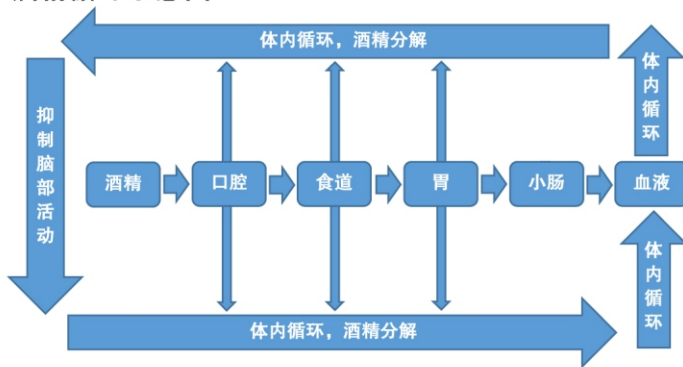 体内循环，酒精分解
体内循环
抑制脑部活动
酒精
口腔
食道
胃
小肠
血液
体内循环
体内循环，酒精分解